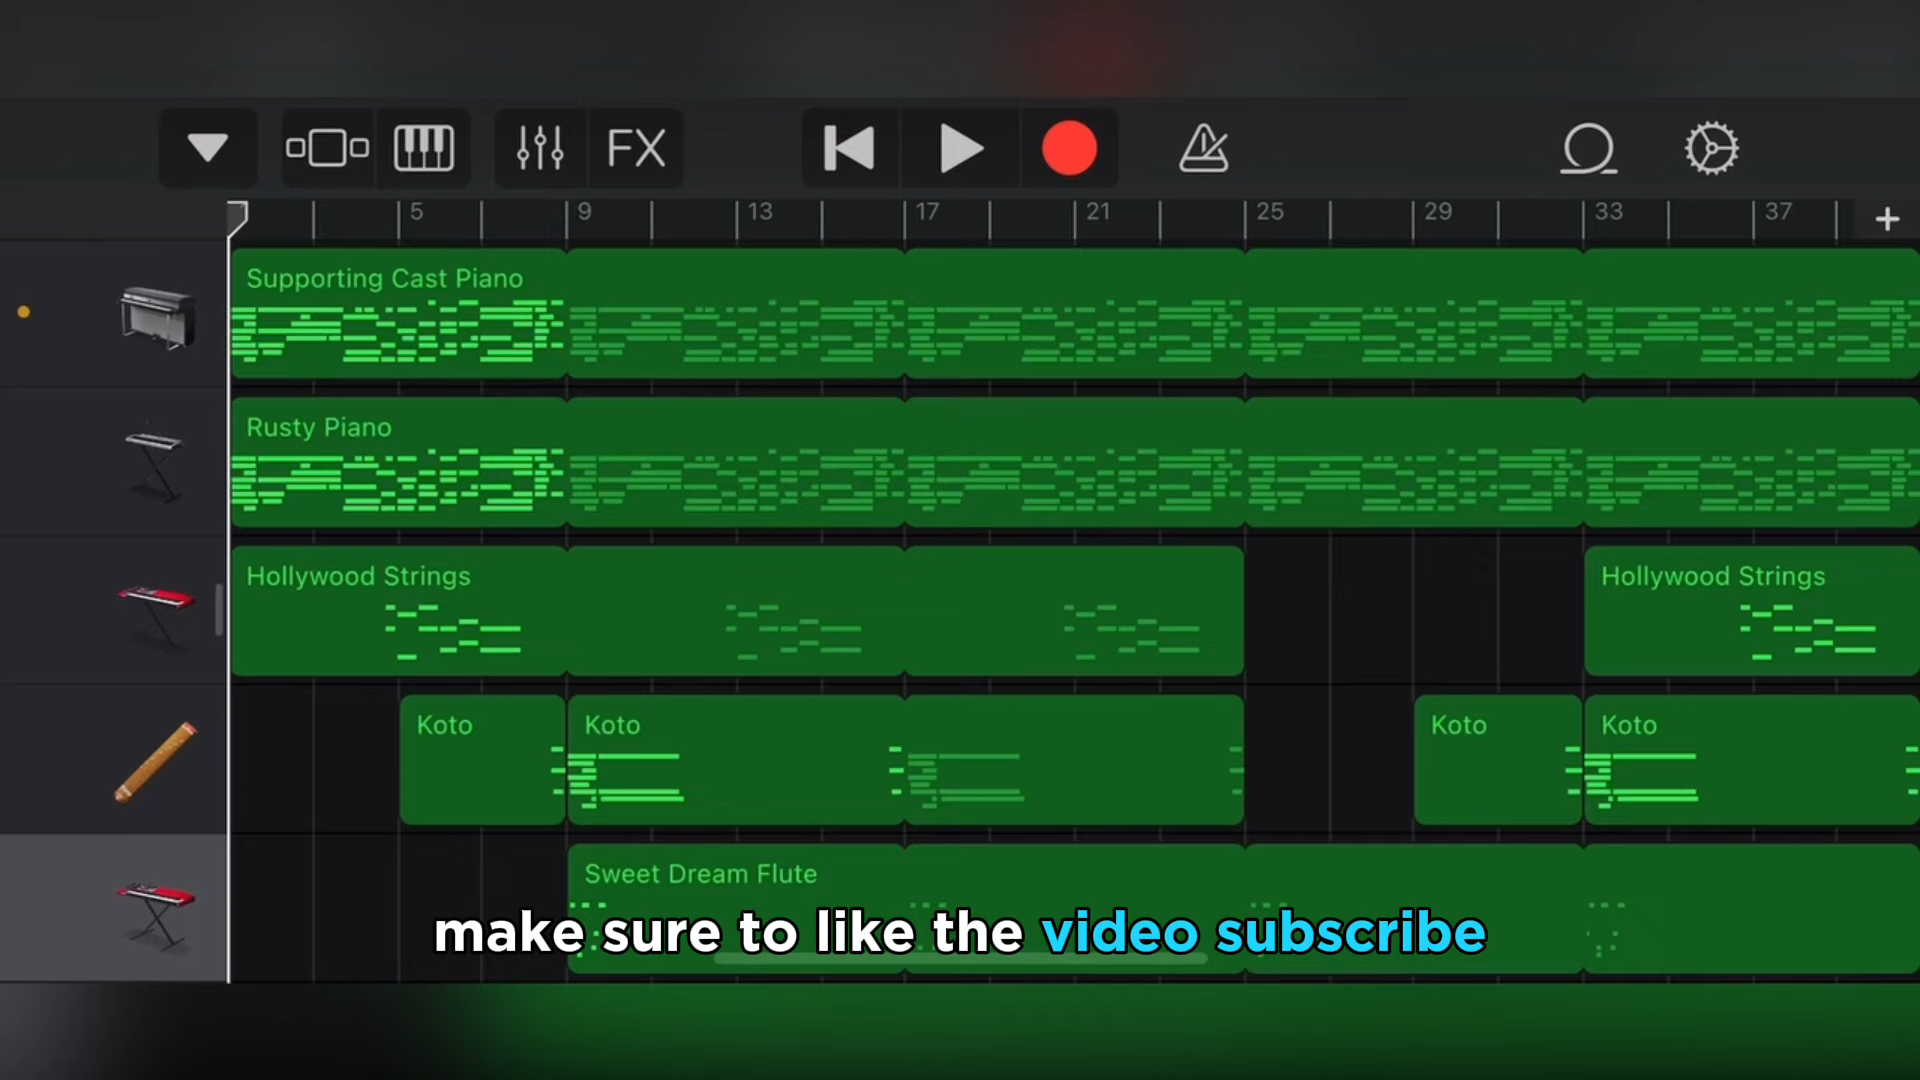 FX
5 9 13 17 21 25 29 33 37 +
Supporting Cast Piano
Rusty Piano
Hollywood Strings Hollywood Strings
Koto Koto Koto Koto
Sweet Dream Flute
make sure to like the video subscribe